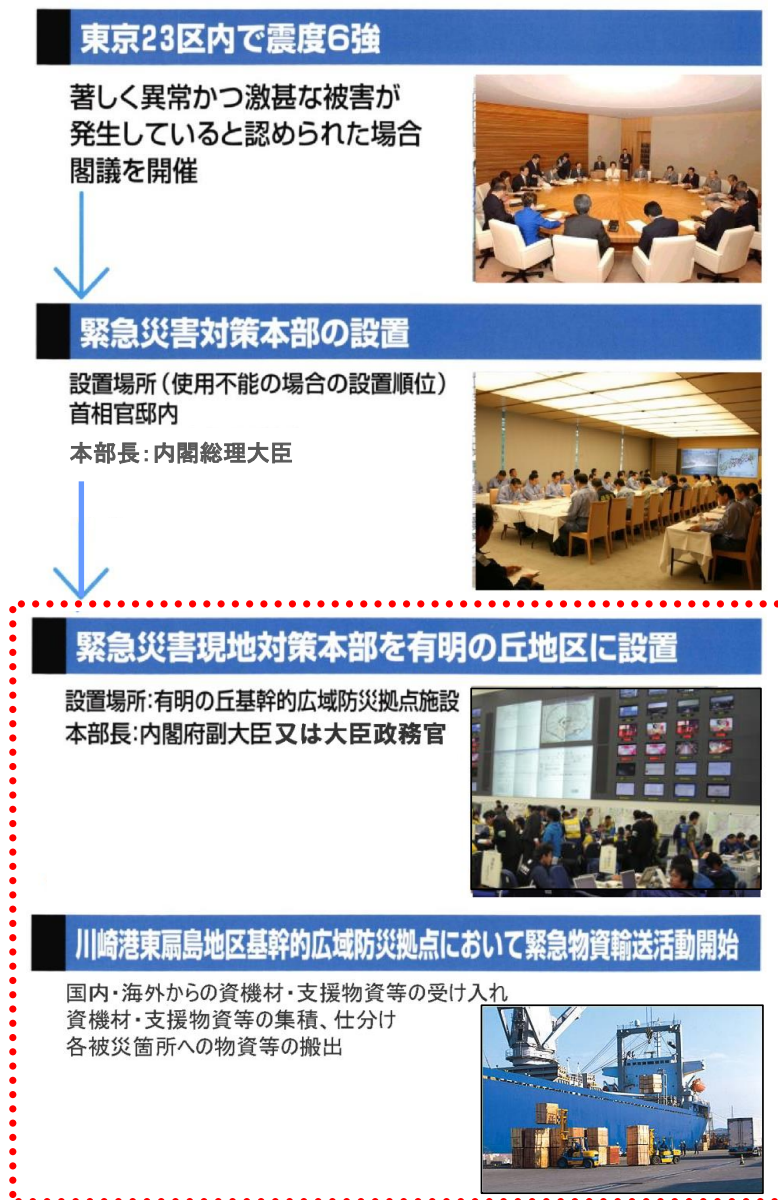 東京23区内で震度6強
著しく異常かつ激甚な被害が
発生していると認められた場合
閣議を開催
緊急災害対策本部の設置
設置場所(使用不能の場合の設置順位)
首相官邸内
本部長:内閣総理大臣
緊急災害現地対策本部を有明の丘地区に設置
設置場所:有明の丘基幹的広域防災拠点施設
本部長:内閣府副大臣又は大臣政務官
川崎港東扇島地区基幹的広域防災拠点において緊急物資輸送活動開始
国内・海外からの資機材・支援物資等の受け入れ
資機材・支援物資等の集積、仕分け
各被災箇所への物資等の搬出